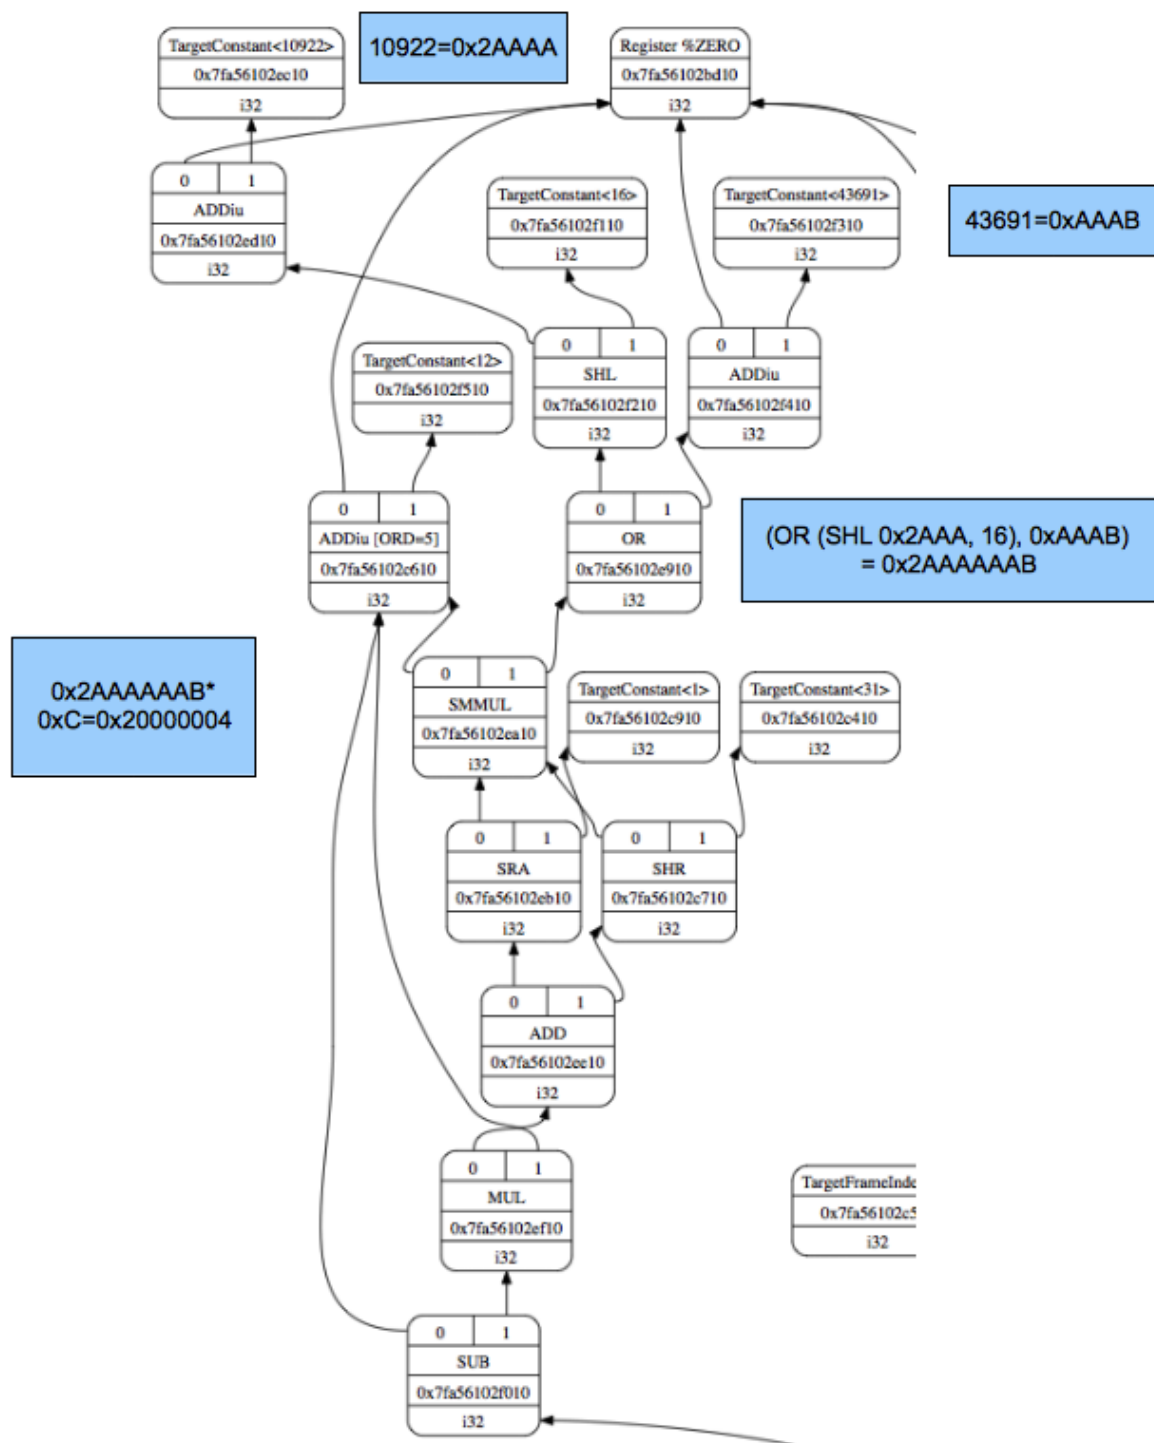 TargetConstant<10922>
0x7fa56102ec10
i32
10922=0x2AAAA
Register %ZERO
0x7fa56102bd10
i32
0 1
ADDiu
0x7fa56102ed10
i32
TargetConstant<16>
0x7fa56102f110
i32
TargetConstant<43691>
0x7fa56102f310
i32
43691=0xAAAB
TargetConstant<12>
0x7fa56102f510
i32
0 1
SHL
0x7fa56102f210
i32
0 1
ADDiu
0x7fa56102f410
i32
0 1
ADDiu [ORD=5]
0x7fa56102c610
i32
0 1
OR
0x7fa56102e910
i32
(OR (SHL 0x2AAA, 16), 0xAAAB)
= 0x2AAAAAAB
0x2AAAAAAB*
0xC=0x20000004
0 1
SMMUL
0x7fa56102ea10
i32
TargetConstant<1>
0x7fa56102c910
i32
TargetConstant<31>
0x7fa56102c410
i32
0 1
SRA
0x7fa56102eb10
i32
0 1
SHR
0x7fa56102c710
i32
0 1
ADD
0x7fa56102ee10
i32
0 1
MUL
0x7fa56102ef10
i32
TargetFrameInde
0x7fa56102c5
i32
0 1
SUB
0x7fa56102f010
i32